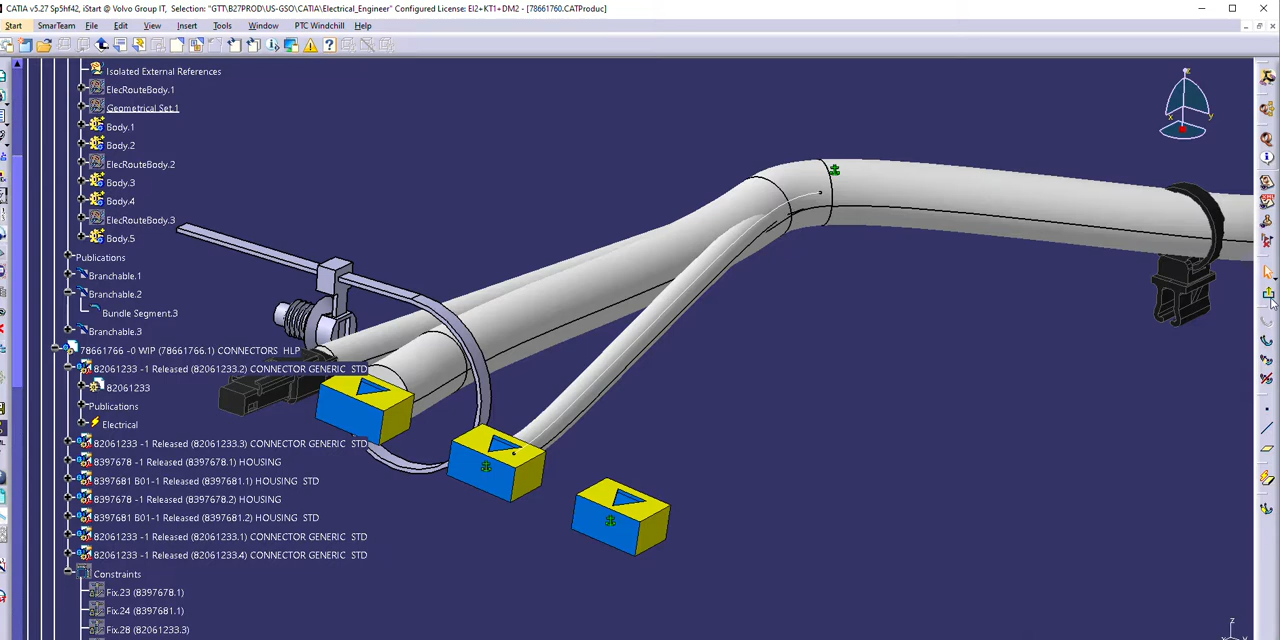 CATIA v5.27 Sp5hf42, iStart @ Volvo Group IT, Selection: "GTT\B27PROD\US-GSO\CATIA\Electrical_Engineer" Configured License: EI2+KT1+DM2 - [78661760.CATProduc]
Start SmarTeam File Edit View Insert Tools Window PTC Windchill Help
Isolated External References
ElecRouteBody.1
Geometrical Set.1
Body.1
Body.2
ElecRouteBody.2
Body.3
Body.4
ElecRouteBody.3
Body.5
Publications
Branchable.1
Branchable.2
Bundle Segment.3
Branchable.3
78661766 -0 WIP (78661766.1) CONNECTORS_HLP
82061233 -1 Released (82061233.2) CONNECTOR GENERIC_STD
82061233
Publications
Electrical
82061233 -1 Released (82061233.3) CONNECTOR GENERIC_STD
8397678 -1 Released (8397678.1) HOUSING
8397681 B01-1 Released (8397681.1) HOUSING_STD
8397678 -1 Released (8397678.2) HOUSING
8397681 B01-1 Released (8397681.2) HOUSING_STD
82061233 -1 Released (82061233.1) CONNECTOR GENERIC_STD
82061233 -1 Released (82061233.4) CONNECTOR GENERIC_STD
Constraints
Fix.23 (8397678.1)
Fix.24 (8397681.1)
Fix.28 (82061233.3)
z
x
y
z